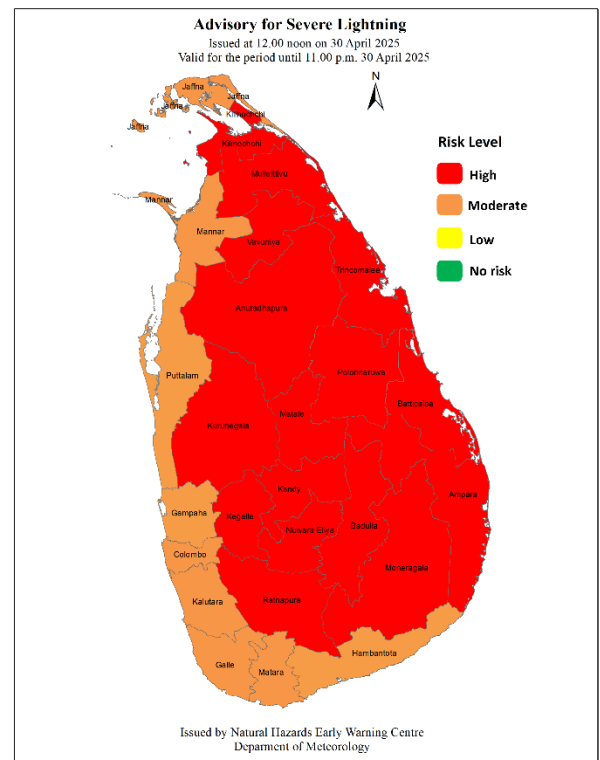 Advisory for Severe Lightning
Issued at 12.00 noon on 30 April 2025
Valid for the period until 11.00 p.m. 30 April 2025
N
Jaffna
Jaffna
Jaffna
Kilinochchi
Jaffna
Kilinochchi
Risk Level
High
Moderate
Low
No risk
Mullaitivu
Mannar
Mannar
Vavuniya
Trincomalee
Anuradhapura
Puttalam
Polonnaruwa
Batticaloa
Matale
Kurunegala
Kandy
Ampara
Gampaha
Kegalle
Nuwara Eliya
Badulla
Colombo
Moneragala
Kalutara
Ratnapura
Hambantota
Galle
Matara
Issued by Natural Hazards Early Warning Centre
Deparment of Meteorology